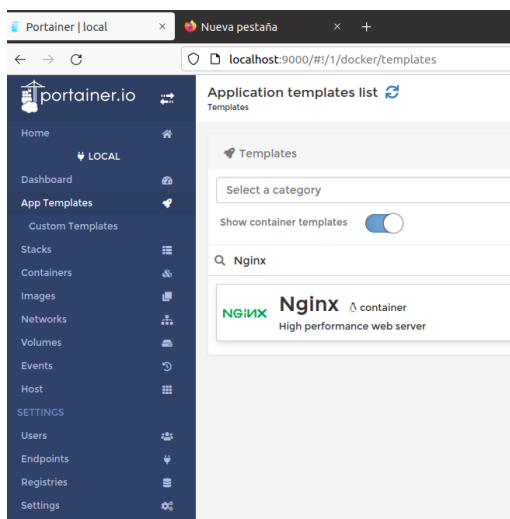 Portainer | local
Nueva pestaña
localhost:9000/#!/1/docker/templates
portainer.io
Application templates list
Templates
Home
LOCAL
Dashboard
App Templates
Custom Templates
Stacks
Containers
Images
Networks
Volumes
Events
Host
SETTINGS
Users
Endpoints
Registries
Settings
Templates
Select a category
Show container templates
Nginx
NGINX
Nginx container
High performance web server